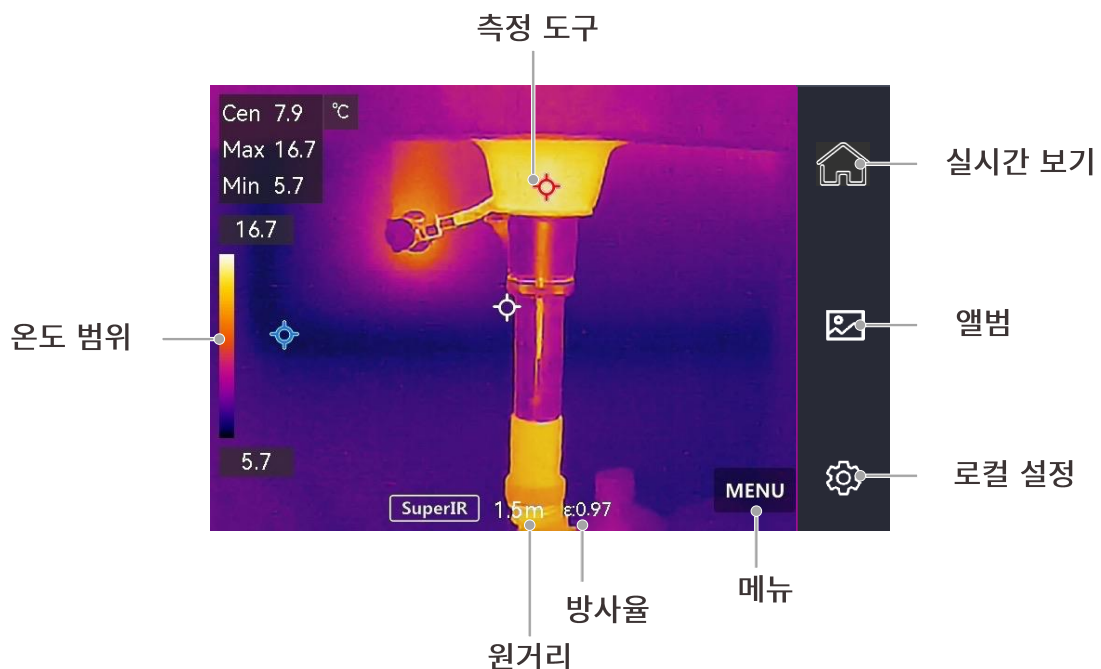 측정 도구
Cen 7.9 ℃
Max 16.7
Min 5.7
16.7
5.7
온도 범위
실시간 보기
앨범
로컬 설정
SuperIR 1.5m ε:0.97
MENU
메뉴
방사율
원거리